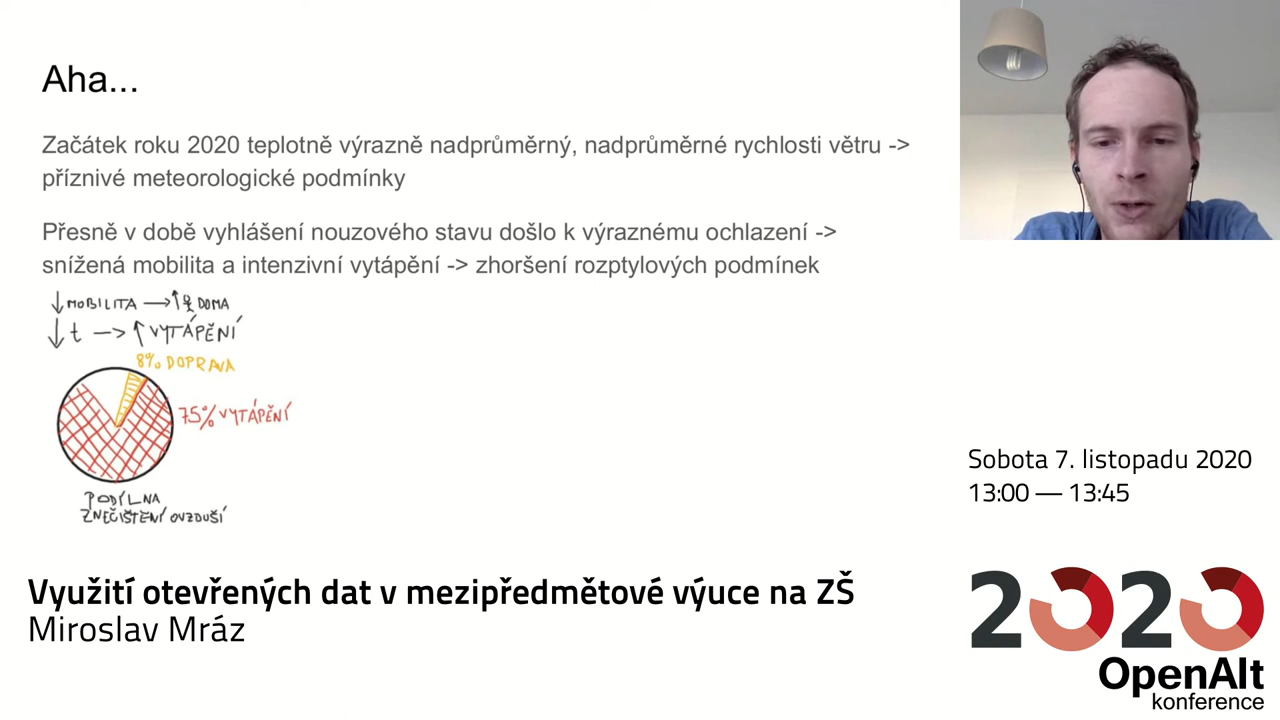 Aha...
Začátek roku 2020 teplotně výrazně nadprůměrný, nadprůměrné rychlosti větru ->
příznivé meteorologické podmínky
Přesně v době vyhlášení nouzového stavu došlo k výraznému ochlazení ->
snížená mobilita a intenzivní vytápění -> zhoršení rozptylových podmínek
↓ MOBILITA → ↑ DOMA
↓ t → ↑ VYTÁPĚNÍ
8% DOPRAVA
75% VYTÁPĚNÍ
PODÍL NA
ZNEČIŠTĚNÍ OVZDUŠÍ
Sobota 7. listopadu 2020
13:00 — 13:45
Využití otevřených dat v mezipředmětové výuce na ZŠ
Miroslav Mráz
2020
OpenAlt
konference